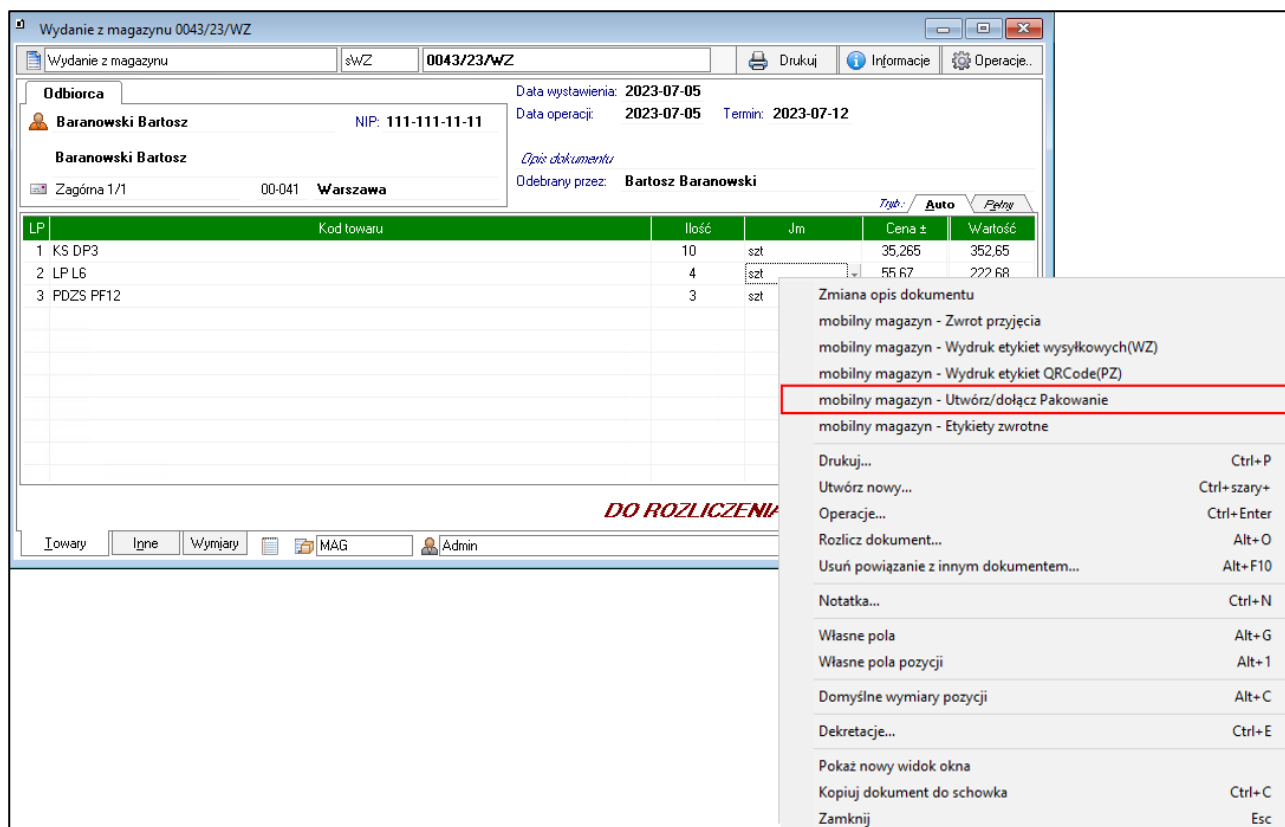 Wydanie z magazynu 0043/23/WZ
Wydanie z magazynu sWZ 0043/23/WZ Drukuj Informacje Operacje..
Odbiorca
Data wystawienia: 2023-07-05
Baranowski Bartosz NIP: 111-111-11-11
Data operacji: 2023-07-05 Termin: 2023-07-12
Baranowski Bartosz
Opis dokumentu
Zagórna 1/1 00-041 Warszawa
Odebrany przez: Bartosz Baranowski
Tryb: Auto Pełny
LP Kod towaru Ilość Jm Cena ± Wartość
1 KS DP3 10 szt 35,265 352,65
2 LP L6 4 szt 55,67 222,68
3 PDZS PF12 3 szt
DO ROZLICZENIA
Towary Inne Wymiary MAG Admin
Zmiana opis dokumentu
mobilny magazyn - Zwrot przyjęcia
mobilny magazyn - Wydruk etykiet wysyłkowych(WZ)
mobilny magazyn - Wydruk etykiet QRCode(PZ)
mobilny magazyn - Utwórz/dołącz Pakowanie
mobilny magazyn - Etykiety zwrotne
Drukuj... Ctrl+P
Utwórz nowy... Ctrl+szary+
Operacje... Ctrl+Enter
Rozlicz dokument... Alt+O
Usuń powiązanie z innym dokumentem... Alt+F10
Notatka... Ctrl+N
Własne pola Alt+G
Własne pola pozycji Alt+1
Domyślne wymiary pozycji Alt+C
Dekretacje... Ctrl+E
Pokaż nowy widok okna
Kopiuj dokument do schowka Ctrl+C
Zamknij Esc